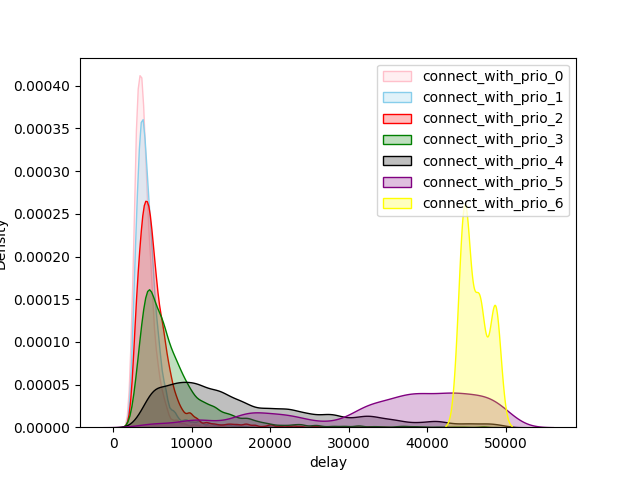 0.00040
0.00035
0.00030
0.00025
0.00020
0.00015
0.00010
0.00005
0.00000
Density
0 10000 20000 30000 40000 50000
delay
connect_with_prio_0
connect_with_prio_1
connect_with_prio_2
connect_with_prio_3
connect_with_prio_4
connect_with_prio_5
connect_with_prio_6